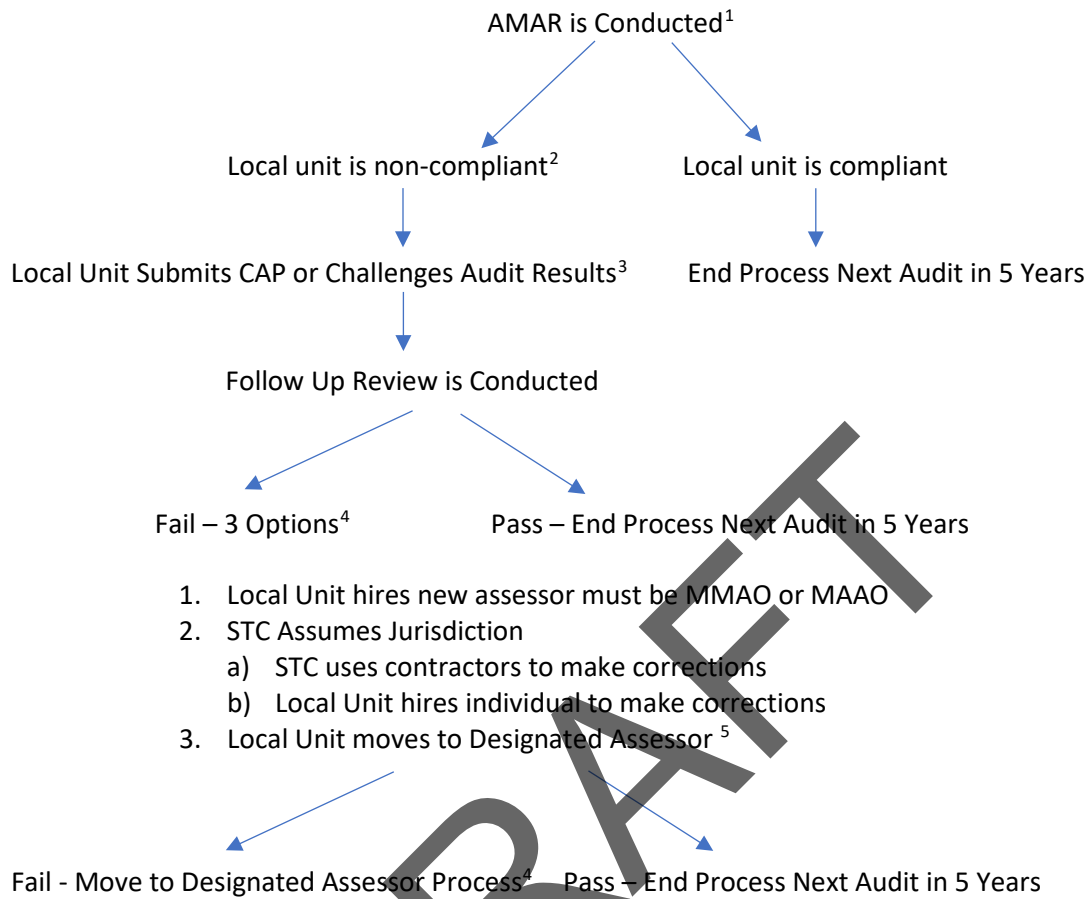 AMAR is Conducted1
Local unit is non-compliant2 Local unit is compliant
Local Unit Submits CAP or Challenges Audit Results3 End Process Next Audit in 5 Years
Follow Up Review is Conducted
Fail – 3 Options4 Pass – End Process Next Audit in 5 Years
1. Local Unit hires new assessor must be MMAO or MAAO
2. STC Assumes Jurisdiction
a) STC uses contractors to make corrections
b) Local Unit hires individual to make corrections
3. Local Unit moves to Designated Assessor 5
Fail - Move to Designated Assessor Process4 Pass – End Process Next Audit in 5 Years
DRAFT